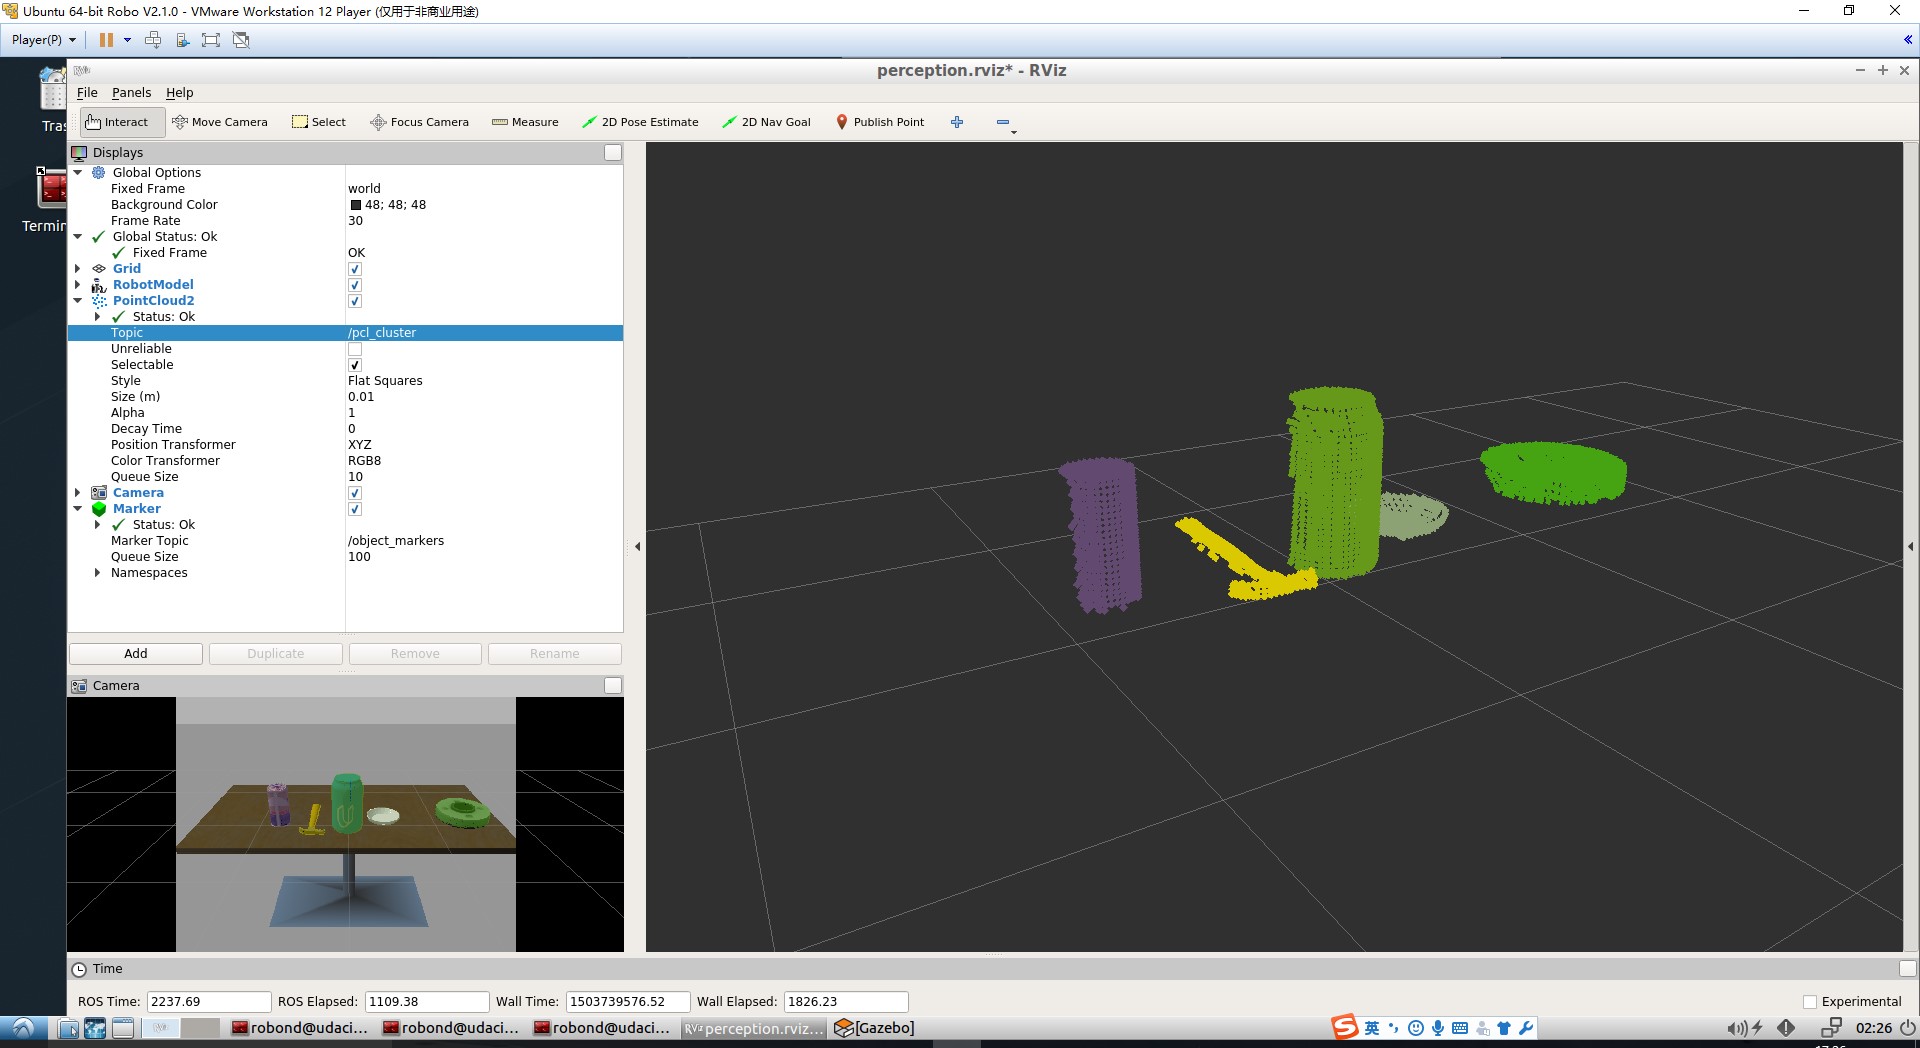 Ubuntu 64-bit Robo V2.1.0 - VMware Workstation 12 Player (仅用于非商业用途)
Player(P)
perception.rviz* - RViz
File Panels Help
Interact Move Camera Select Focus Camera Measure 2D Pose Estimate 2D Nav Goal Publish Point
Displays
Global Options
Fixed Frame world
Background Color 48; 48; 48
Frame Rate 30
Global Status: Ok
Fixed Frame OK
Grid
RobotModel
PointCloud2
Status: Ok
Topic /pcl_cluster
Unreliable
Selectable
Style Flat Squares
Size (m) 0.01
Alpha 1
Decay Time 0
Position Transformer XYZ
Color Transformer RGB8
Queue Size 10
Camera
Marker
Status: Ok
Marker Topic /object_markers
Queue Size 100
Namespaces
Add Duplicate Remove Rename
Camera
Time
ROS Time: 2237.69 ROS Elapsed: 1109.38 Wall Time: 1503739576.52 Wall Elapsed: 1826.23 Experimental
robond@udaci... robond@udaci... robond@udaci... perception.rviz... [Gazebo] 英 02:26